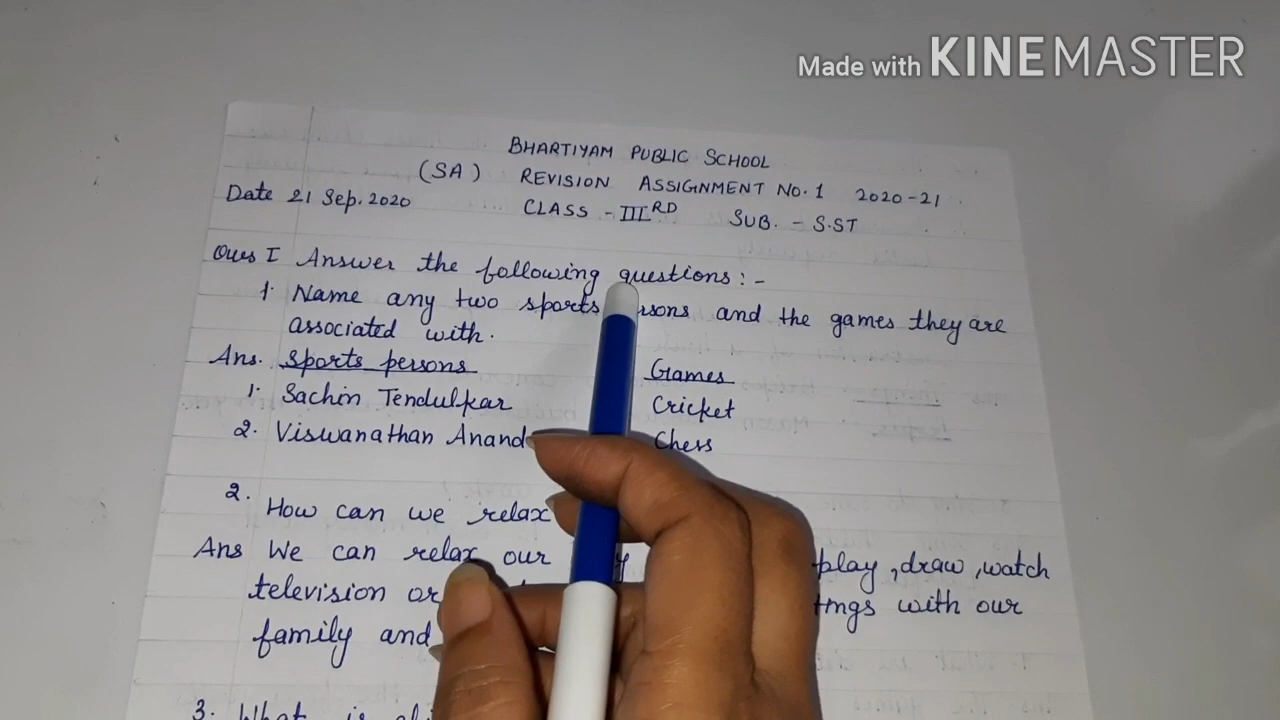 Made with KINEMASTER
BHARTIYAM PUBLIC SCHOOL
(SA) REVISION ASSIGNMENT NO. 1 2020-21
Date 21 Sep. 2020 CLASS - III RD SUB. - S.ST
Ques I Answer the following questions :-
1. Name any two sports and the games they are
associated with.
Ans. Sports persons Games
1. Sachin Tendulkar Cricket
2. Viswanathan Anand Chess
2. How can we relax
Ans We can relax our play, draw, watch
television or with our
family and
3. What is